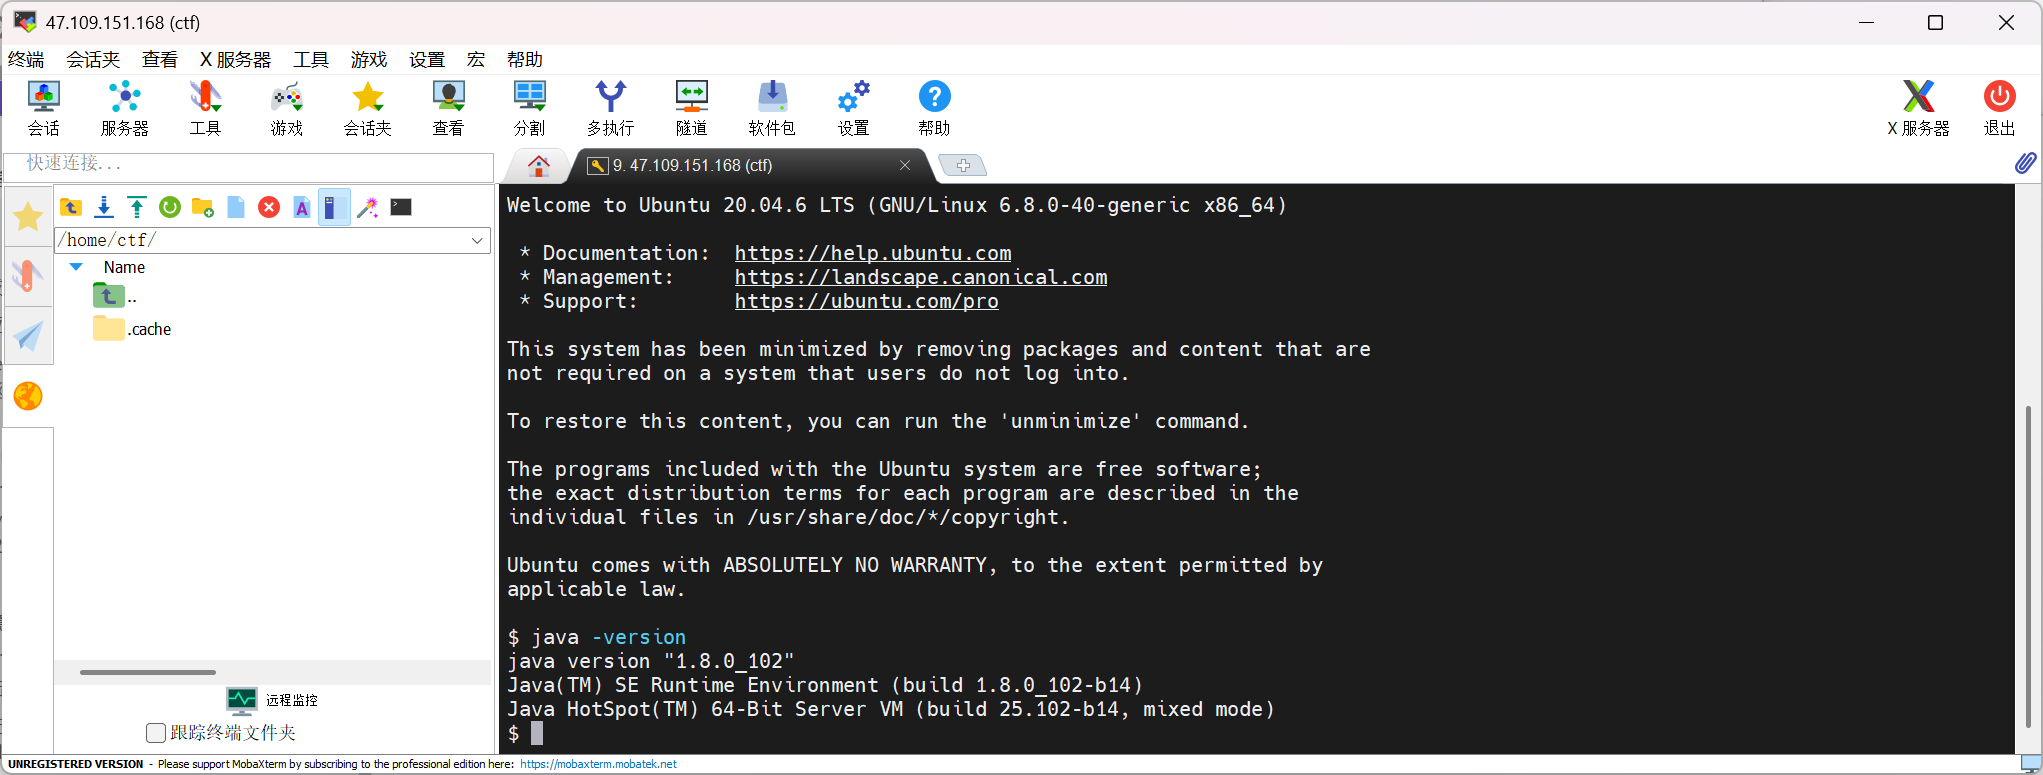 47.109.151.168 (ctf)
终端 会话夹 查看 X 服务器 工具 游戏 查看 设置 宏 帮助
会话 服务器 工具 游戏 会话夹 查看 分割 多执行 隧道 软件包 设置 帮助 X 服务器 退出
快速连接...
9. 47.109.151.168 (ctf)
/home/ctf/
Name
..
.cache
远程监控
跟踪终端文件夹
Welcome to Ubuntu 20.04.6 LTS (GNU/Linux 6.8.0-40-generic x86_64)
* Documentation: https://help.ubuntu.com
* Management: https://landscape.canonical.com
* Support: https://ubuntu.com/pro
This system has been minimized by removing packages and content that are
not required on a system that users do not log into.
To restore this content, you can run the 'unminimize' command.
The programs included with the Ubuntu system are free software;
the exact distribution terms for each program are described in the
individual files in /usr/share/doc/*/copyright.
Ubuntu comes with ABSOLUTELY NO WARRANTY, to the extent permitted by
applicable law.
$ java -version
java version "1.8.0_102"
Java(TM) SE Runtime Environment (build 1.8.0_102-b14)
Java HotSpot(TM) 64-Bit Server VM (build 25.102-b14, mixed mode)
$
UNREGISTERED VERSION - Please support MobaXterm by subscribing to the professional edition here: https://mobaxterm.mobatek.net